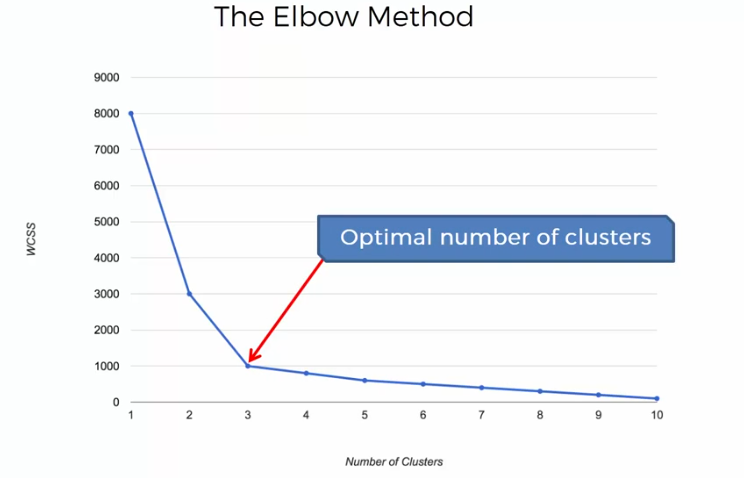 The Elbow Method
9000
8000
7000
6000
5000
4000
3000
2000
1000
0
WCSS
Optimal number of clusters
1 2 3 4 5 6 7 8 9 10
Number of Clusters